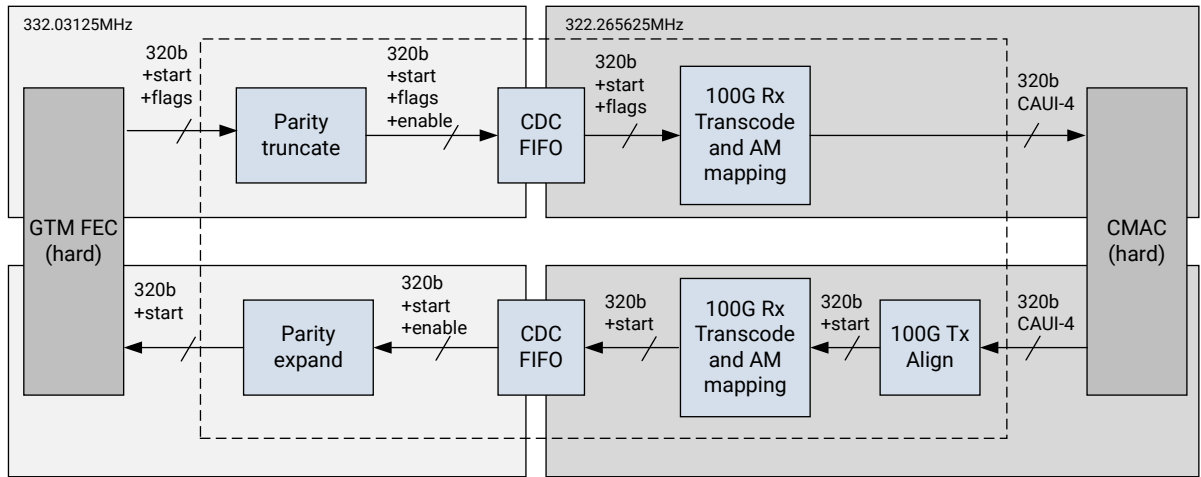 332.03125MHz
322.265625MHz
320b
+start
+flags
320b
+start
+flags
+enable
320b
+start
+flags
320b
CAUI-4
Parity
truncate
CDC
FIFO
100G Rx
Transcode
and AM
mapping
GTM FEC
(hard)
CMAC
(hard)
320b
+start
320b
+start
+enable
320b
+start
320b
+start
320b
CAUI-4
Parity
expand
CDC
FIFO
100G Rx
Transcode
and AM
mapping
100G Tx
Align